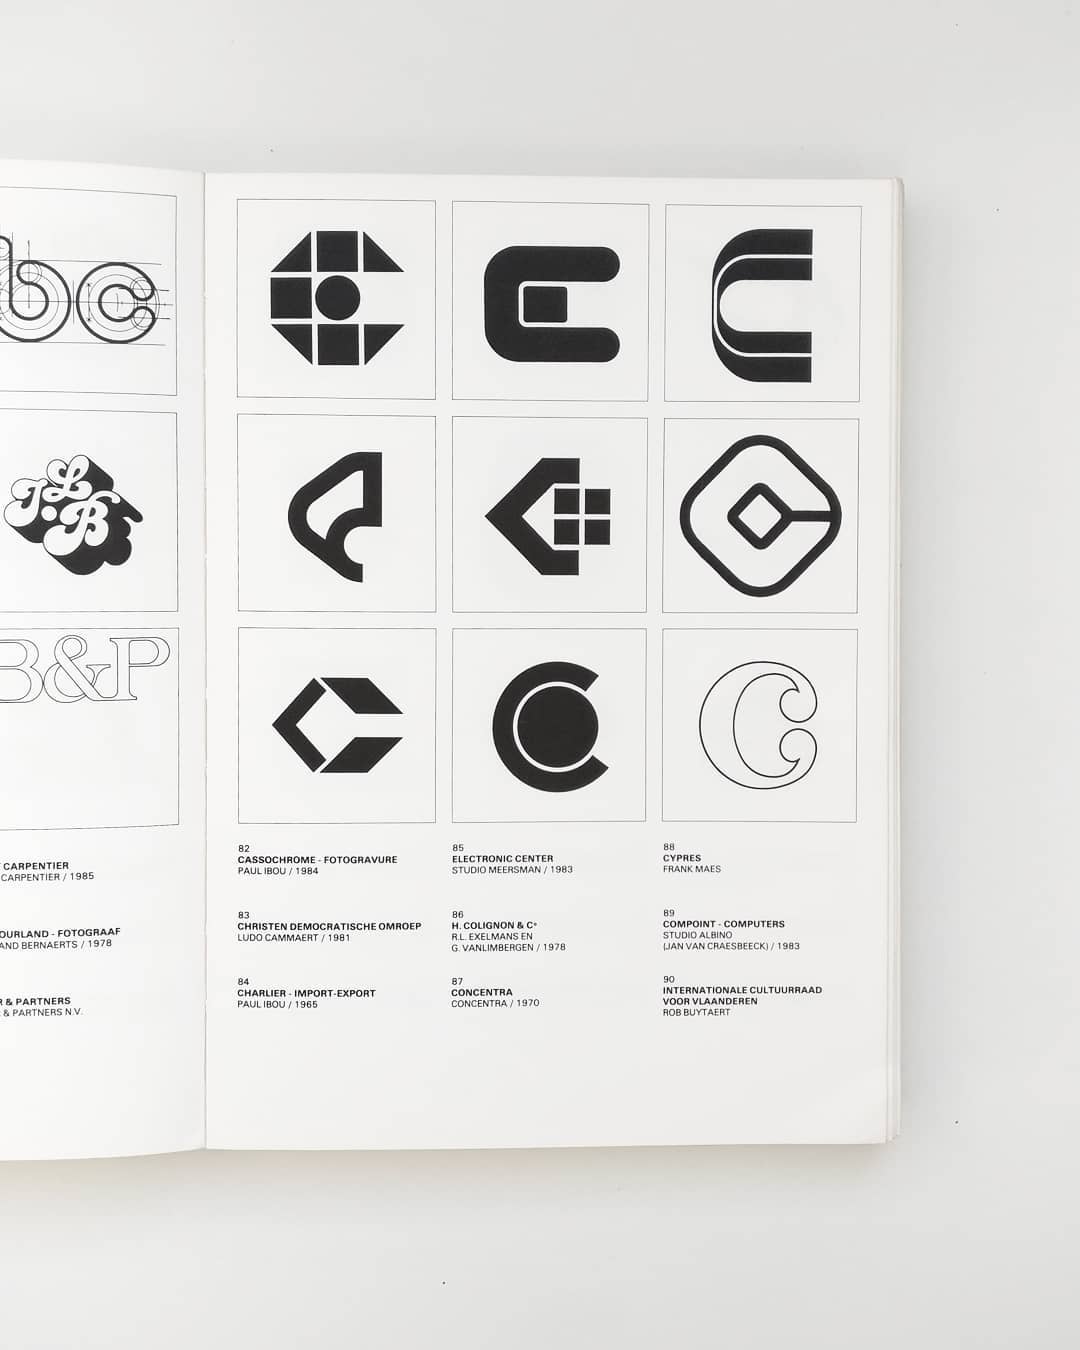 bc
J.L.B
B&P
CARPENTIER
CARPENTIER / 1985
OURLAND - FOTOGRAAF
AND BERNAERTS / 1978
R & PARTNERS
& PARTNERS N.V.
C
82
CASSOCHROME - FOTOGRAVURE
PAUL IBOU / 1984
83
CHRISTEN DEMOCRATISCHE OMROEP
LUDO CAMMAERT / 1981
84
CHARLIER - IMPORT-EXPORT
PAUL IBOU / 1965
85
ELECTRONIC CENTER
STUDIO MEERSMAN / 1983
86
H. COLIGNON & C°
R.L. EXELMANS EN
G. VANLIMBERGEN / 1978
87
CONCENTRA
CONCENTRA / 1970
88
CYPRES
FRANK MAES
89
COMPOINT - COMPUTERS
STUDIO ALBINO
(JAN VAN CRAESBEECK) / 1983
90
INTERNATIONALE CULTUURRAAD
VOOR VLAANDEREN
ROB BUYTAERT